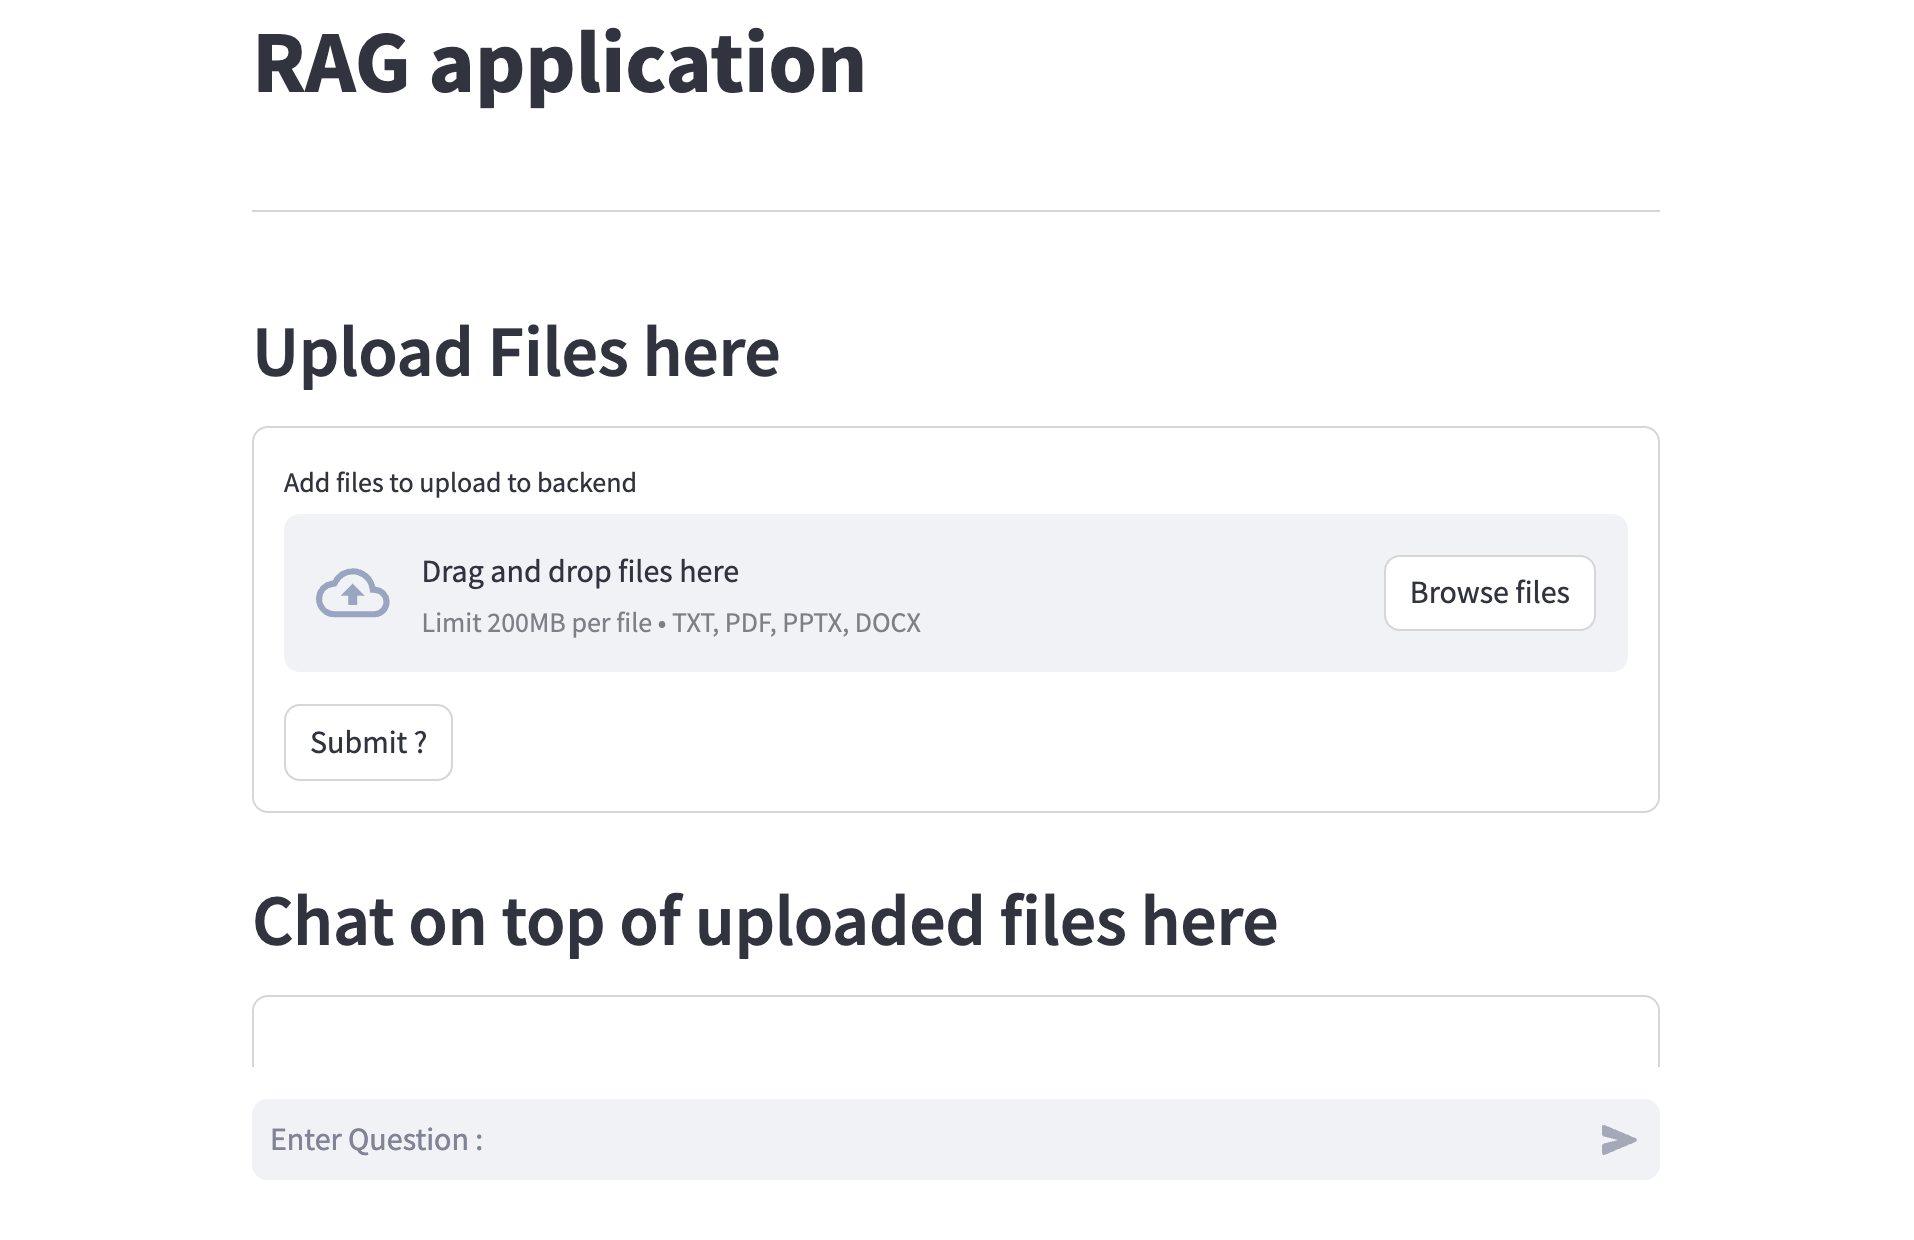 RAG application
Upload Files here
Add files to upload to backend
Drag and drop files here
Limit 200MB per file • TXT, PDF, PPTX, DOCX
Browse files
Submit ?
Chat on top of uploaded files here
Enter Question :